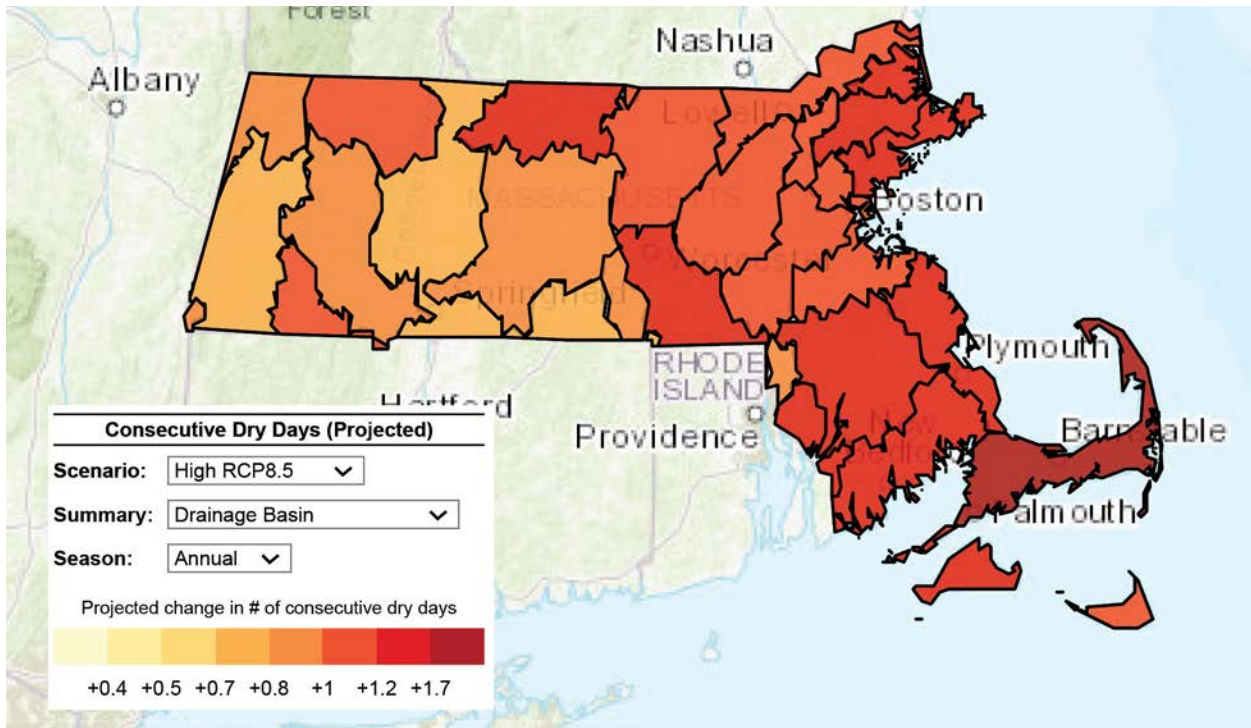 Forest
Nashua
Albany
Lowell
MASSACHUSETTS
Boston
Worcester
Springfield
Plymouth
RHODE
ISLAND
Hartford
New
Bedford
Barnstable
Providence
Falmouth
Consecutive Dry Days (Projected)
Scenario: High RCP8.5
Summary: Drainage Basin
Season: Annual
Projected change in # of consecutive dry days
+0.4 +0.5 +0.7 +0.8 +1 +1.2 +1.7